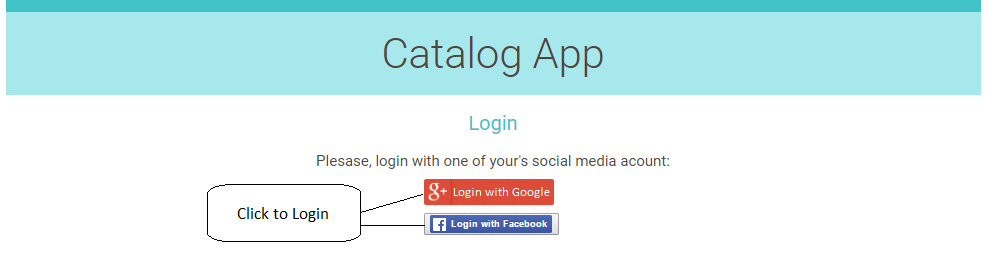 Catalog App
Login
Plesase, login with one of your's social media acount:
g+ Login with Google
Click to Login
f Login with Facebook